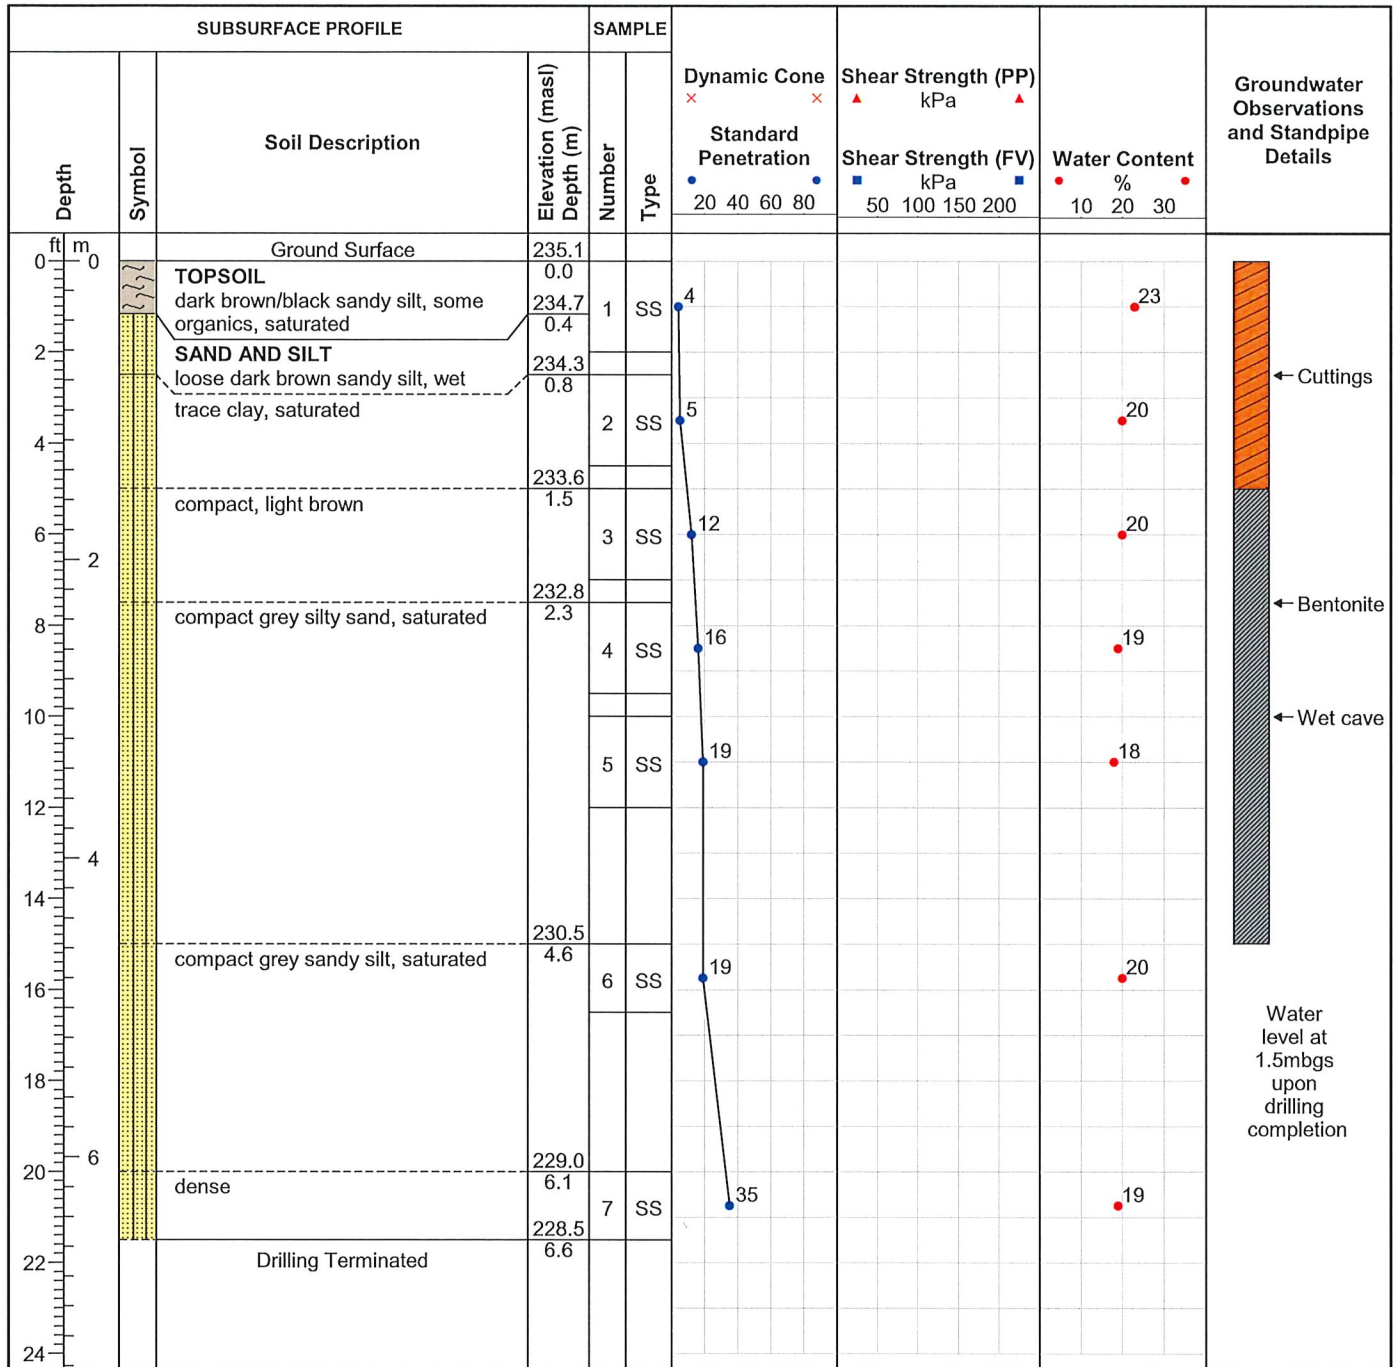 SUBSURFACE PROFILE
SAMPLE
Depth
Symbol
Soil Description
Elevation (masl)
Depth (m)
Number
Type
Dynamic Cone
Standard
Penetration
20 40 60 80
Shear Strength (PP)
kPa
Shear Strength (FV)
kPa
50 100 150 200
Water Content
%
10 20 30
Groundwater
Observations
and Standpipe
Details
ft m
Ground Surface
235.1
0 0
TOPSOIL
0.0
dark brown/black sandy silt, some
234.7
organics, saturated
0.4
1 SS
4
23
2
SAND AND SILT
234.3
loose dark brown sandy silt, wet
0.8
Cuttings
trace clay, saturated
2 SS
5
20
4
233.6
compact, light brown
1.5
6
3 SS
12
20
2
232.8
Bentonite
compact grey silty sand, saturated
2.3
8
4 SS
16
19
10
Wet cave
5 SS
19
18
12
4
14
230.5
compact grey sandy silt, saturated
4.6
6 SS
19
20
16
Water
level at
1.5mbgs
upon
drilling
completion
18
6
229.0
20
dense
6.1
7 SS
35
19
228.5
Drilling Terminated
6.6
22
24